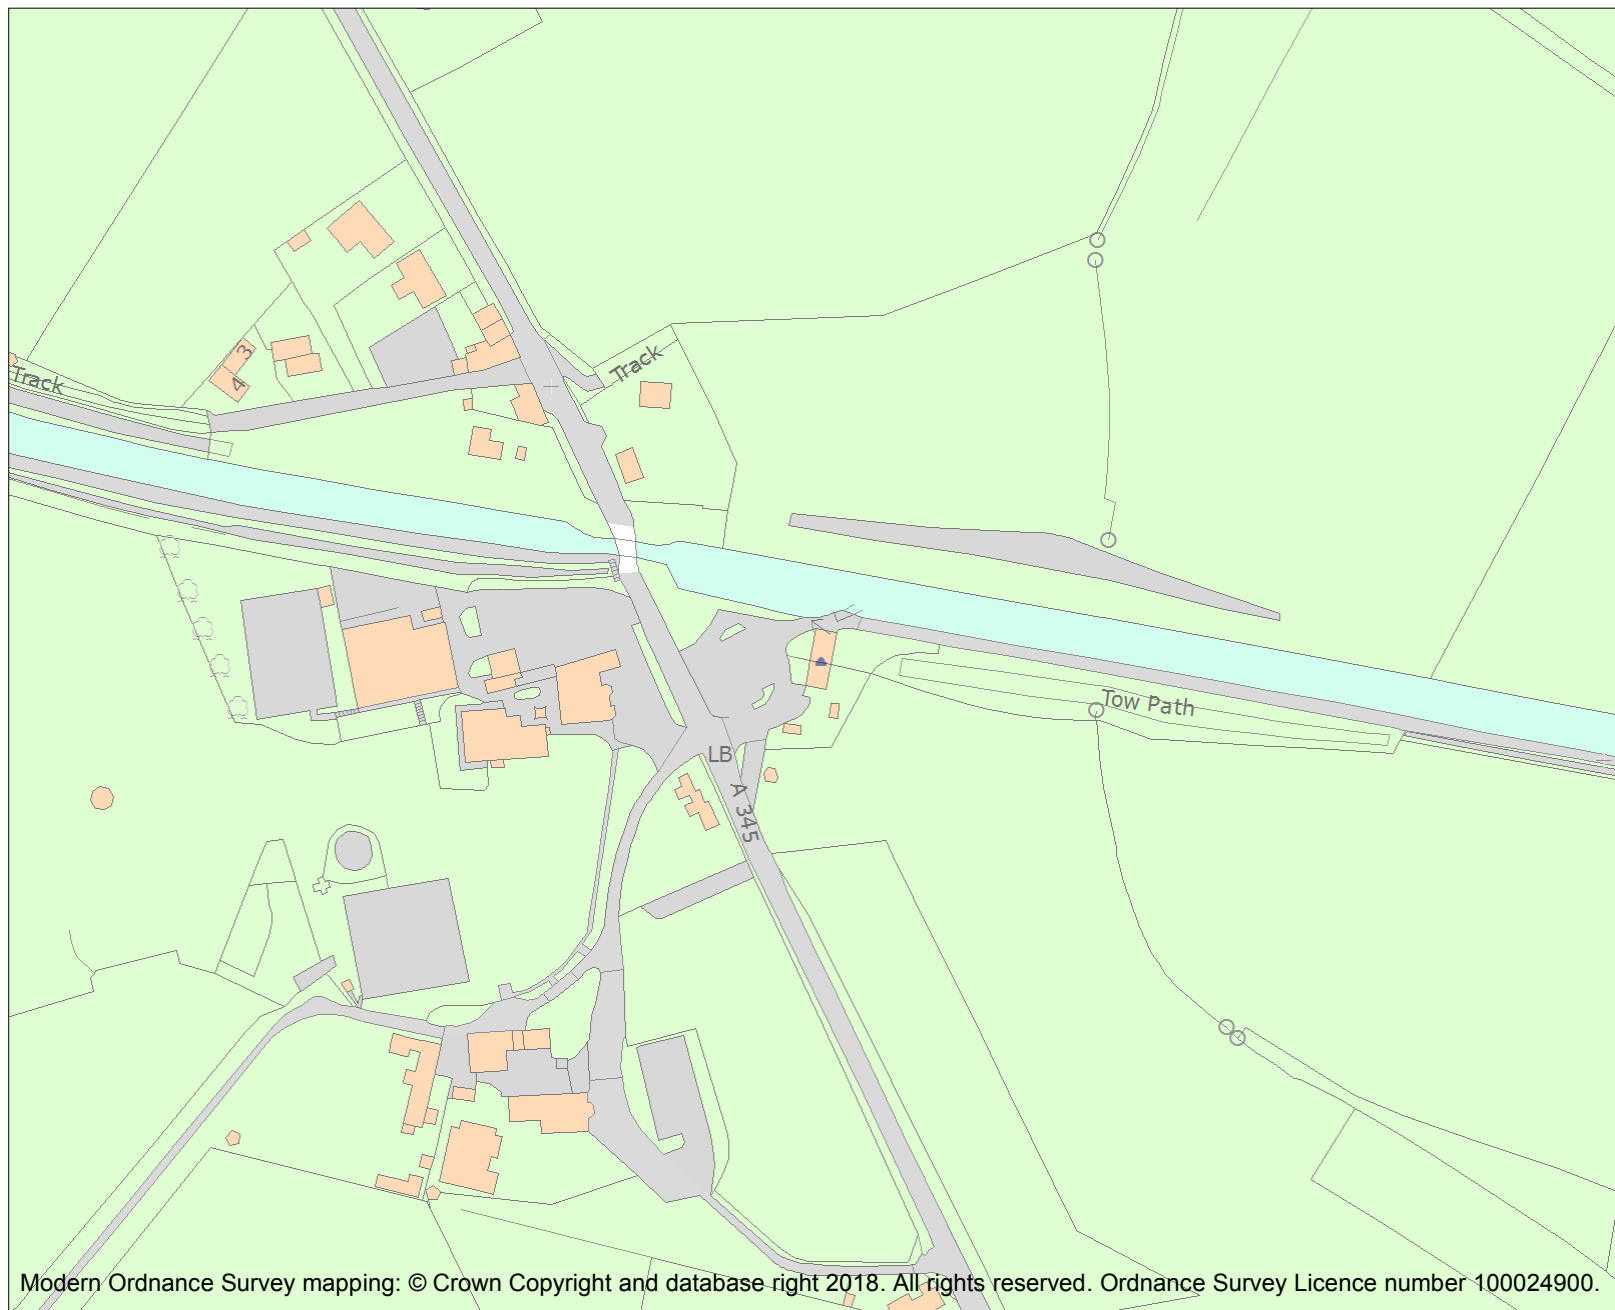 Track
3
Track
4
Tow Path
LB
A 345
Modern Ordnance Survey mapping: © Crown Copyright and database right 2018. All rights reserved. Ordnance Survey Licence number 100024900.